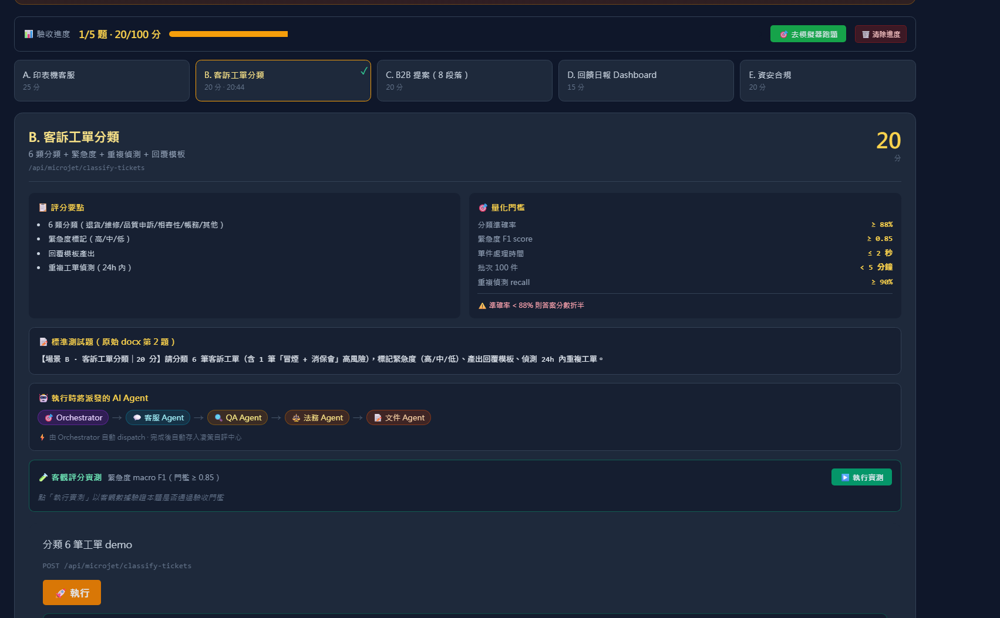 驗收進度 1/5 題 · 20/100 分
去模擬器跑題
清除進度
A. 印表機客服
25 分
B. 客訴工單分類
20 分 · 20:44
C. B2B 提案（8 段落）
20 分
D. 回饋日報 Dashboard
15 分
E. 資安合規
20 分
B. 客訴工單分類
6 類分類 + 緊急度 + 重複偵測 + 回覆模板
/api/microjet/classify-tickets
20
分
評分要點
6 類分類（退貨/維修/品質申訴/相容性/帳務/其他）
緊急度標記（高/中/低）
回覆模板產出
重複工單偵測（24h 內）
量化門檻
分類準確率 ≥ 88%
緊急度 F1 score ≥ 0.85
單件處理時間 ≤ 2 秒
批次 100 件 < 5 分鐘
重複偵測 recall ≥ 90%
準確率 < 88% 則答案分數折半
標準測試題（原始 docx 第 2 題）
【場景 B · 客訴工單分類｜20 分】請分類 6 筆客訴工單（含 1 筆「冒煙 + 消保會」高風險），標記緊急度（高/中/低）、產出回覆模板、偵測 24h 內重複工單。
執行時將派發的 AI Agent
Orchestrator → 客服 Agent → QA Agent → 法務 Agent → 文件 Agent
由 Orchestrator 自動 dispatch · 完成後自動存入凌策自評中心
客觀評分實測 緊急度 macro F1（門檻 ≥ 0.85）
執行實測
點「執行實測」以客觀數據驗證本題是否通過驗收門檻
分類 6 筆工單 demo
POST /api/microjet/classify-tickets
執行